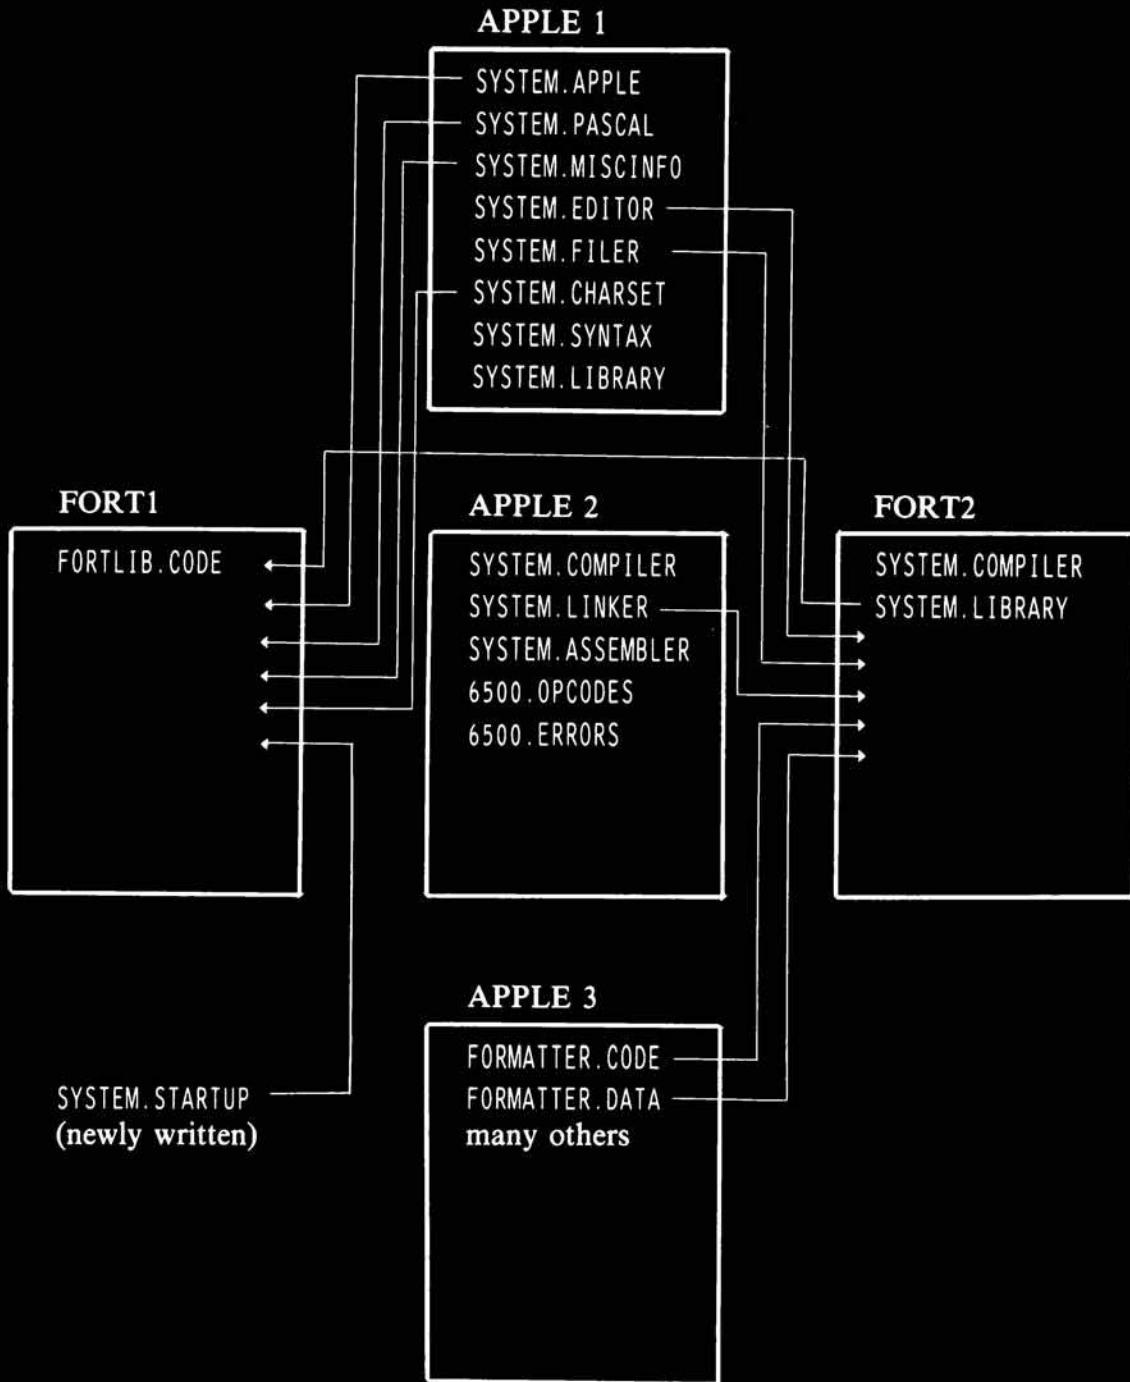 APPLE 1
SYSTEM.APPLE
SYSTEM.PASCAL
SYSTEM.MISCINFO
SYSTEM.EDITOR
SYSTEM.FILER
SYSTEM.CHARSET
SYSTEM.SYNTAX
SYSTEM.LIBRARY
FORT1
FORTLIB.CODE
APPLE 2
SYSTEM.COMPILER
SYSTEM.LINKER
SYSTEM.ASSEMBLER
6500.OPCODES
6500.ERRORS
FORT2
SYSTEM.COMPILER
SYSTEM.LIBRARY
SYSTEM.STARTUP
(newly written)
APPLE 3
FORMATTER.CODE
FORMATTER.DATA
many others